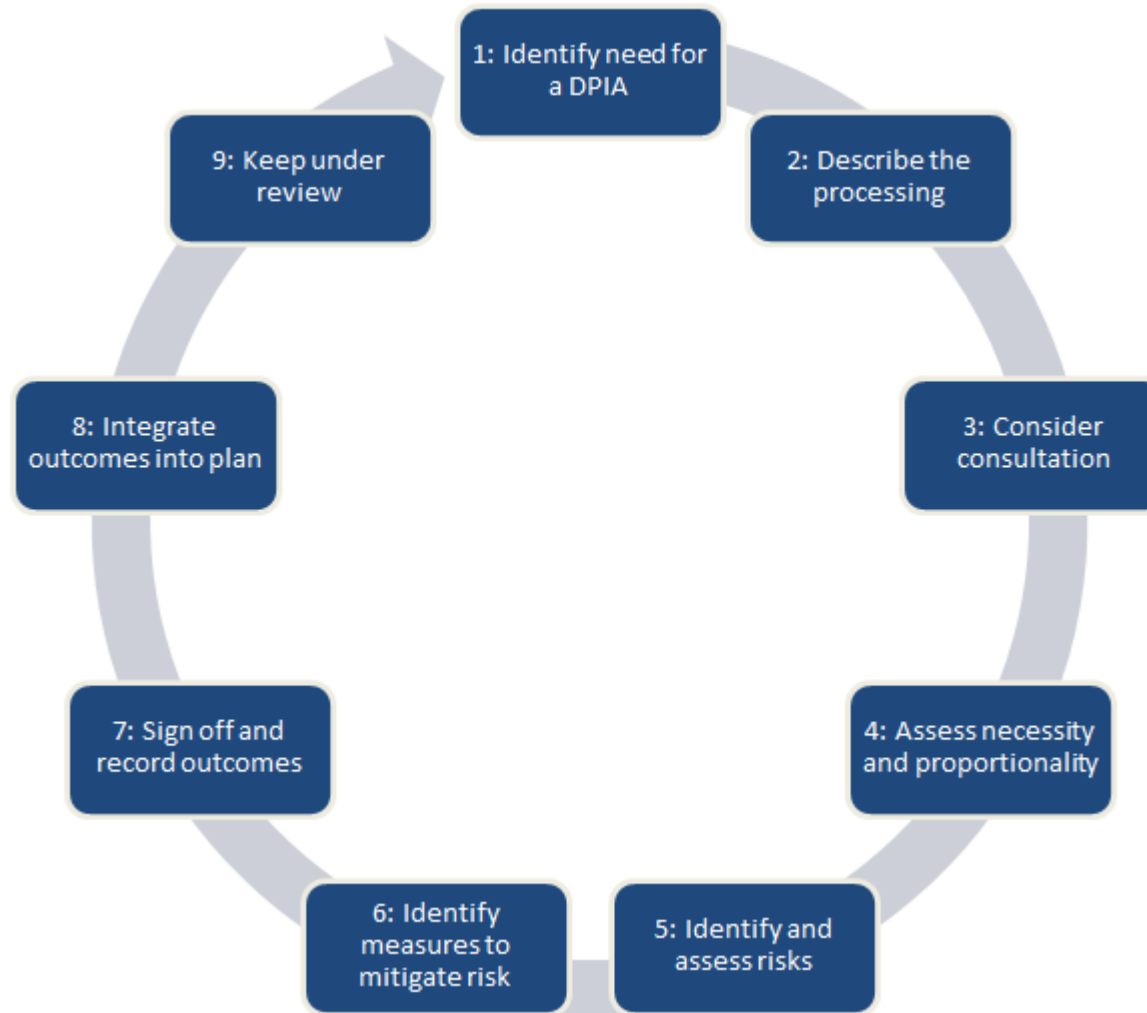 1: Identify need for
a DPIA
2: Describe the
processing
3: Consider
consultation
4: Assess necessity
and proportionality
5: Identify and
assess risks
6: Identify
measures to
mitigate risk
7: Sign off and
record outcomes
8: Integrate
outcomes into plan
9: Keep under
review